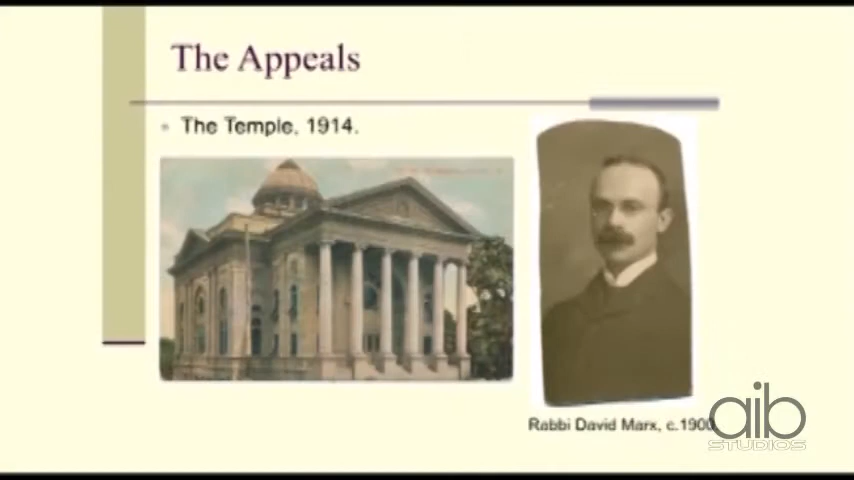 The Appeals
The Temple, 1914.
Rabbi David Marx, c.1900
aib
STUDIOS